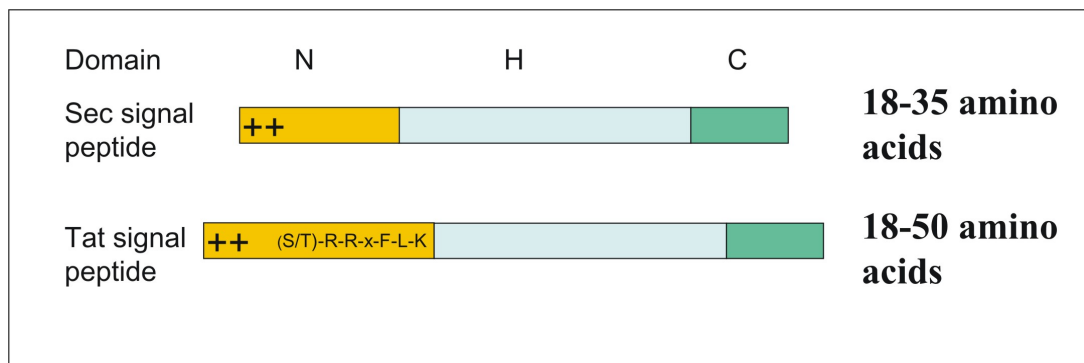 Domain N H C
Sec signal
peptide
++
18-35 amino
acids
Tat signal
peptide
++ (S/T)-R-R-x-F-L-K
18-50 amino
acids